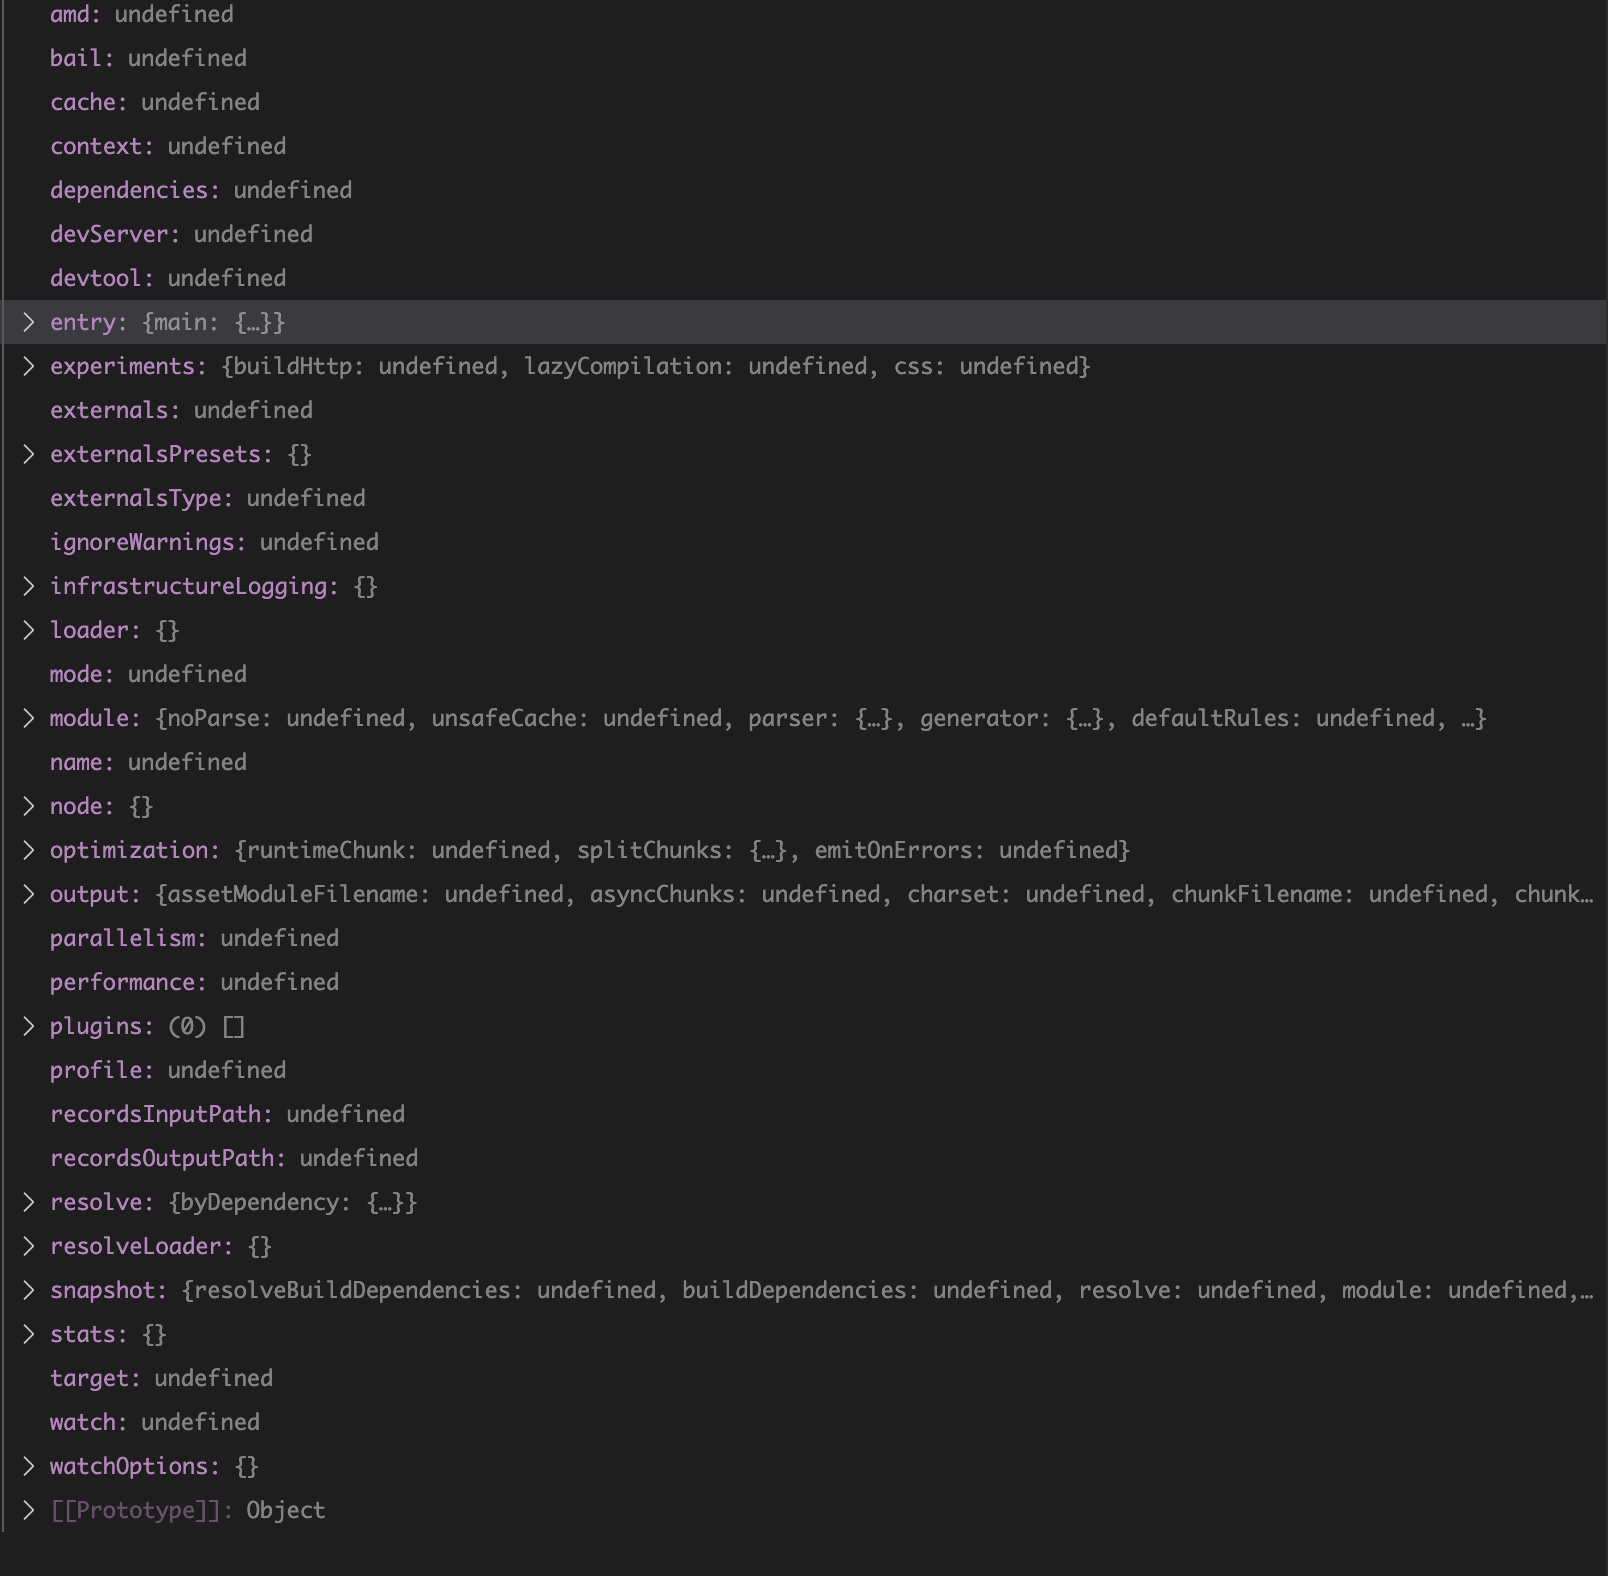 amd: undefined
bail: undefined
cache: undefined
context: undefined
dependencies: undefined
devServer: undefined
devtool: undefined
entry: {main: {…}}
experiments: {buildHttp: undefined, lazyCompilation: undefined, css: undefined}
externals: undefined
externalsPresets: {}
externalsType: undefined
ignoreWarnings: undefined
infrastructureLogging: {}
loader: {}
mode: undefined
module: {noParse: undefined, unsafeCache: undefined, parser: {…}, generator: {…}, defaultRules: undefined, …}
name: undefined
node: {}
optimization: {runtimeChunk: undefined, splitChunks: {…}, emitOnErrors: undefined}
output: {assetModuleFilename: undefined, asyncChunks: undefined, charset: undefined, chunkFilename: undefined, chunk…
parallelism: undefined
performance: undefined
plugins: (0) []
profile: undefined
recordsInputPath: undefined
recordsOutputPath: undefined
resolve: {byDependency: {…}}
resolveLoader: {}
snapshot: {resolveBuildDependencies: undefined, buildDependencies: undefined, resolve: undefined, module: undefined,…
stats: {}
target: undefined
watch: undefined
watchOptions: {}
[[Prototype]]: Object